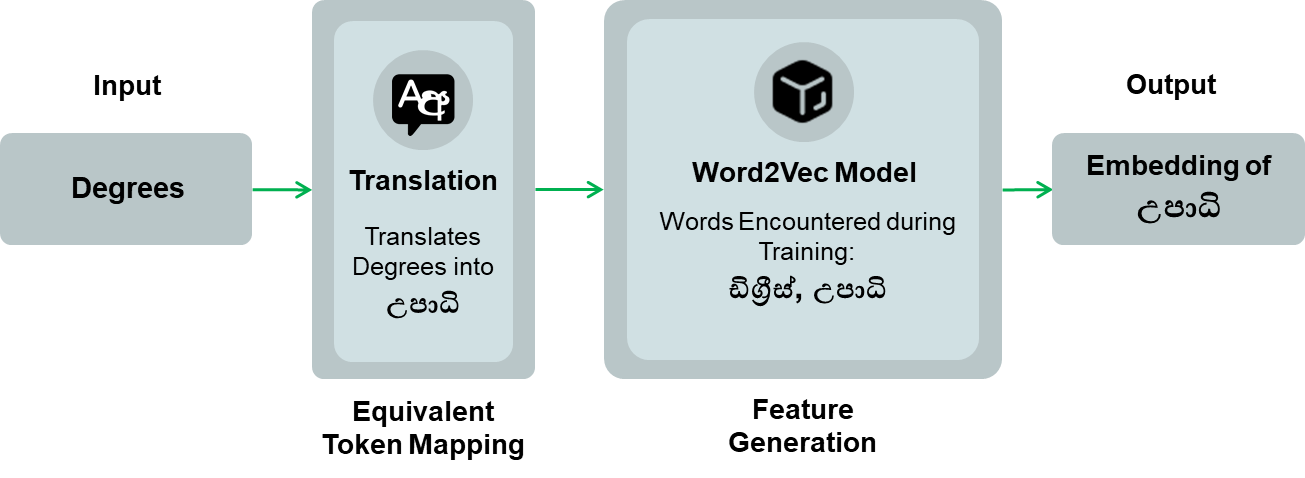 Input
Degrees
Aඅ
Translation
Translates
Degrees into
උපාධි
Equivalent
Token Mapping
Word2Vec Model
Words Encountered during
Training:
ඩිග්‍රීස්, උපාධි
Feature
Generation
Output
Embedding of
උපාධි